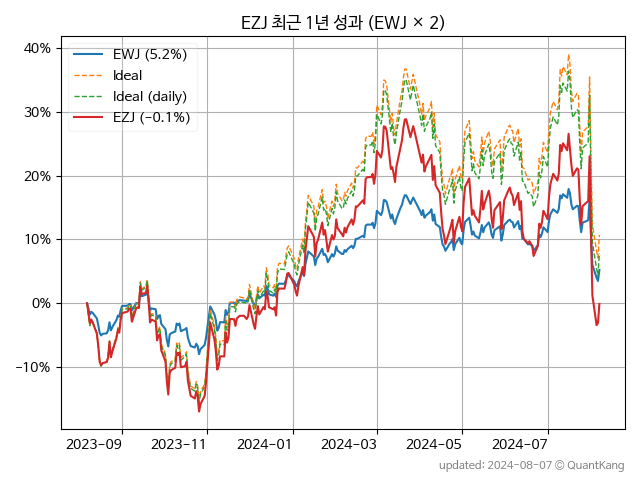 EZJ 최근 1년 성과 (EWJ × 2)
EWJ (5.2%)
Ideal
Ideal (daily)
EZJ (−0.1%)
40%
30%
20%
10%
0%
−10%
2023-09
2023-11
2024-01
2024-03
2024-05
2024-07
updated: 2024-08-07 © QuantKang